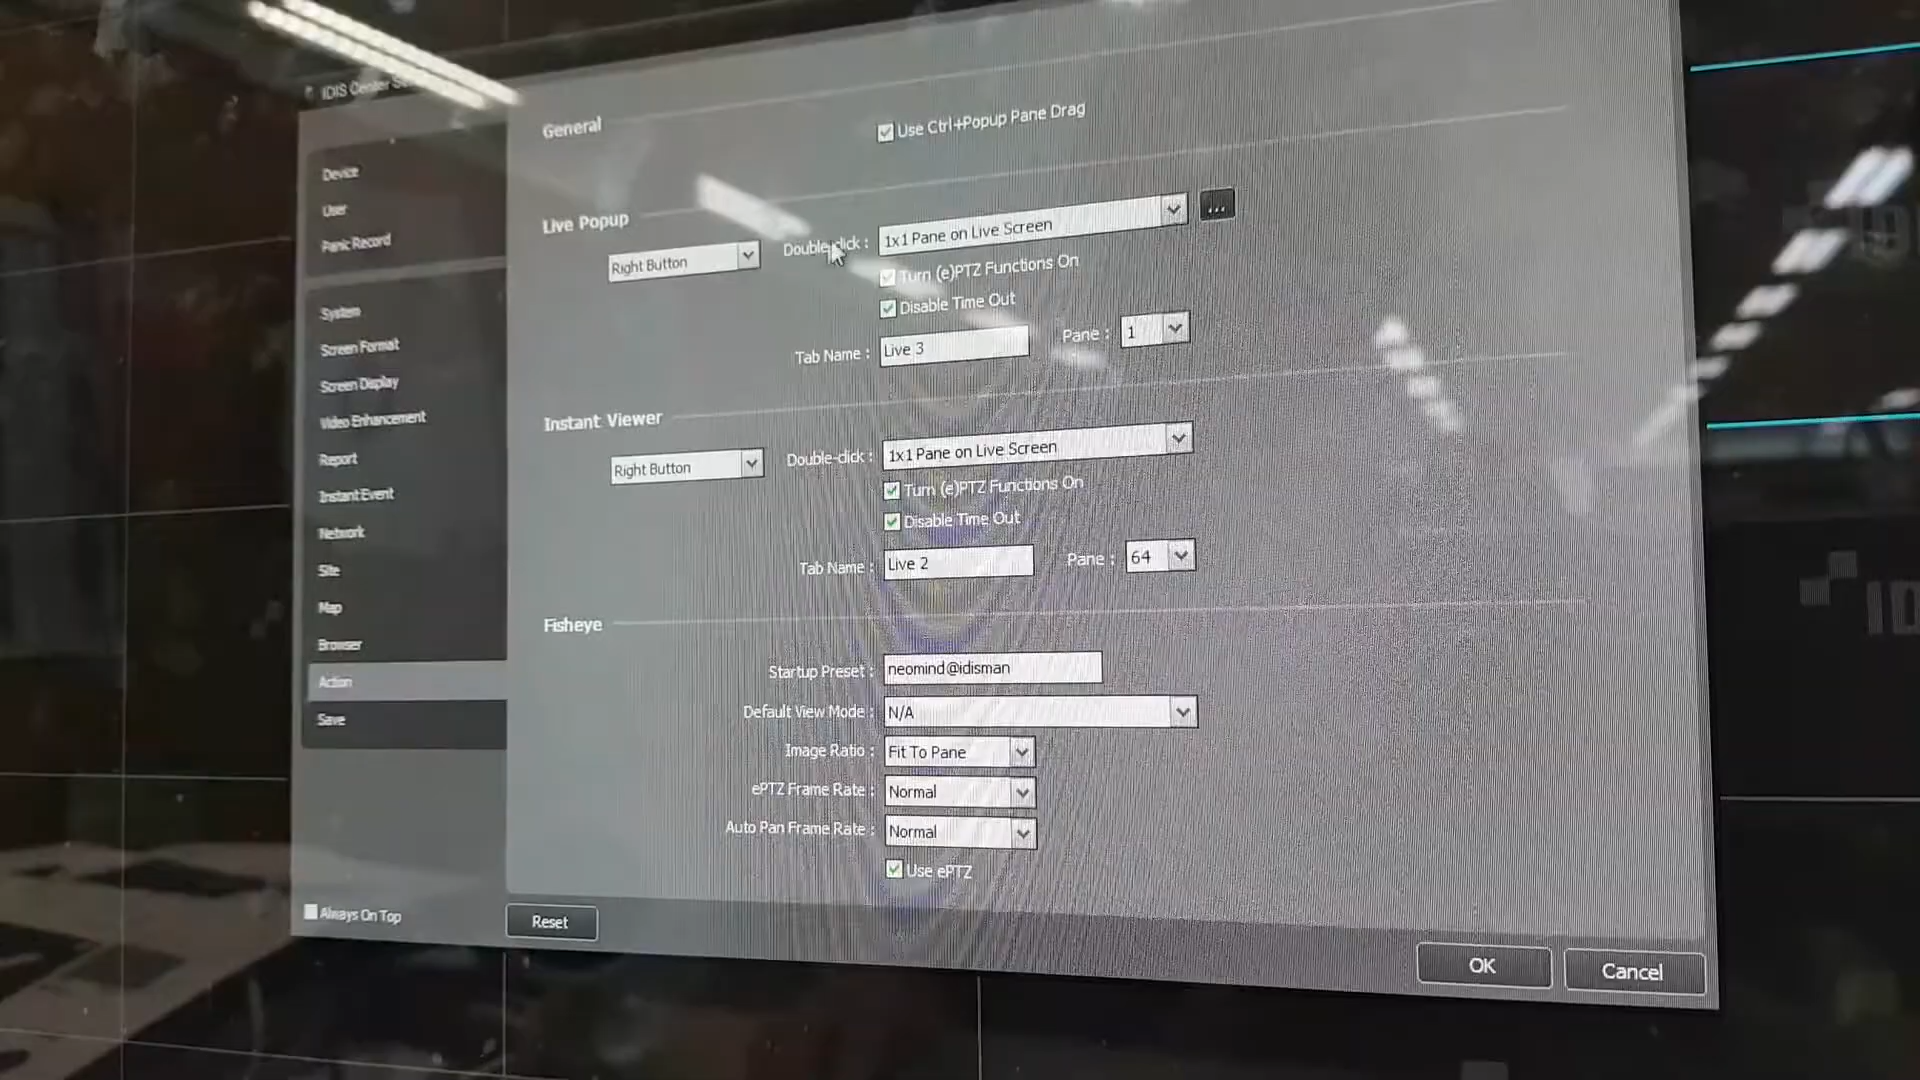 IDIS Center
Device
User
Panic Record
System
Screen Format
Screen Display
Video Enhancement
Report
Instant Event
Network
Site
Map
Browser
Action
Save
Always On Top
General
Use Ctrl+Popup Pane Drag
Live Popup
Right Button
Double-click :
1x1 Pane on Live Screen
...
Turn (e)PTZ Functions On
Disable Time Out
Tab Name :
Live 3
Pane :
1
Instant Viewer
Right Button
Double-click :
1x1 Pane on Live Screen
Turn (e)PTZ Functions On
Disable Time Out
Tab Name :
Live 2
Pane :
64
Fisheye
Startup Preset :
neomind@idisman
Default View Mode :
N/A
Image Ratio :
Fit To Pane
ePTZ Frame Rate :
Normal
Auto Pan Frame Rate :
Normal
Use ePTZ
Reset
OK
Cancel